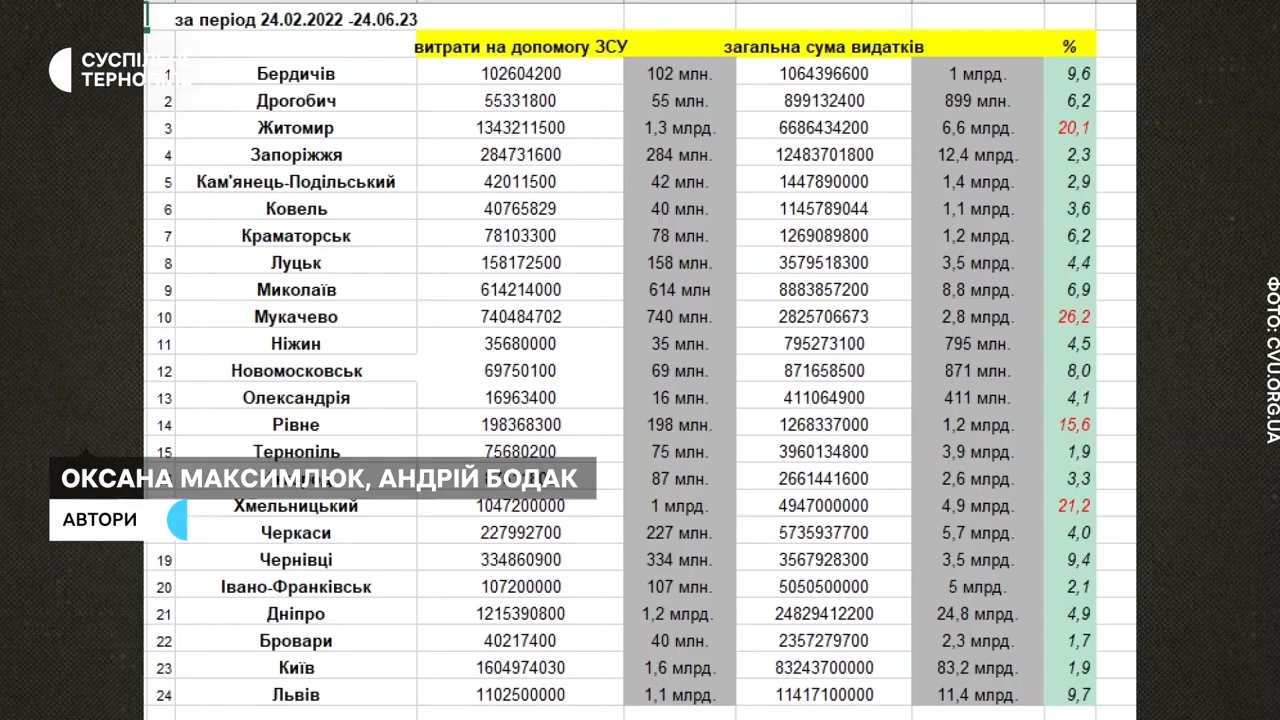 за період 24.02.2022 -24.06.23
СУСПІЛЬНЕ
ТЕРНОПІЛЬ
витрати на допомогу ЗСУ загальна сума видатків %
1 Бердичів 102604200 102 млн. 1064396600 1 млрд. 9,6
2 Дрогобич 55331800 55 млн. 899132400 899 млн. 6,2
3 Житомир 1343211500 1,3 млрд. 6686434200 6,6 млрд. 20,1
4 Запоріжжя 284731600 284 млн. 12483701800 12,4 млрд. 2,3
5 Кам'янець-Подільський 42011500 42 млн. 1447890000 1,4 млрд. 2,9
6 Ковель 40765829 40 млн. 1145789044 1,1 млрд. 3,6
7 Краматорськ 78103300 78 млн. 1269089800 1,2 млрд. 6,2
8 Луцьк 158172500 158 млн. 3579518300 3,5 млрд. 4,4
9 Миколаїв 614214000 614 млн 8883857200 8,8 млрд. 6,9
10 Мукачево 740484702 740 млн. 2825706673 2,8 млрд. 26,2
11 Ніжин 35680000 35 млн. 795273100 795 млн. 4,5
12 Новомосковськ 69750100 69 млн. 871658500 871 млн. 8,0
13 Олександрія 16963400 16 млн. 411064900 411 млн. 4,1
14 Рівне 198368300 198 млн. 1268337000 1,2 млрд. 15,6
15 Тернопіль 75680200 75 млн. 3960134800 3,9 млрд. 1,9
87 млн. 2661441600 2,6 млрд. 3,3
ОКСАНА МАКСИМЛЮК, АНДРІЙ БОДАК
АВТОРИ
Хмельницький 1047200000 1 млрд. 4947000000 4,9 млрд. 21,2
Черкаси 227992700 227 млн. 5735937700 5,7 млрд. 4,0
19 Чернівці 334860900 334 млн. 3567928300 3,5 млрд. 9,4
20 Івано-Франківськ 107200000 107 млн. 5050500000 5 млрд. 2,1
21 Дніпро 1215390800 1,2 млрд. 24829412200 24,8 млрд. 4,9
22 Бровари 40217400 40 млн. 2357279700 2,3 млрд. 1,7
23 Київ 1604974030 1,6 млрд. 83243700000 83,2 млрд. 1,9
24 Львів 1102500000 1,1 млрд. 11417100000 11,4 млрд. 9,7
ФОТО: CVU.ORG.UA